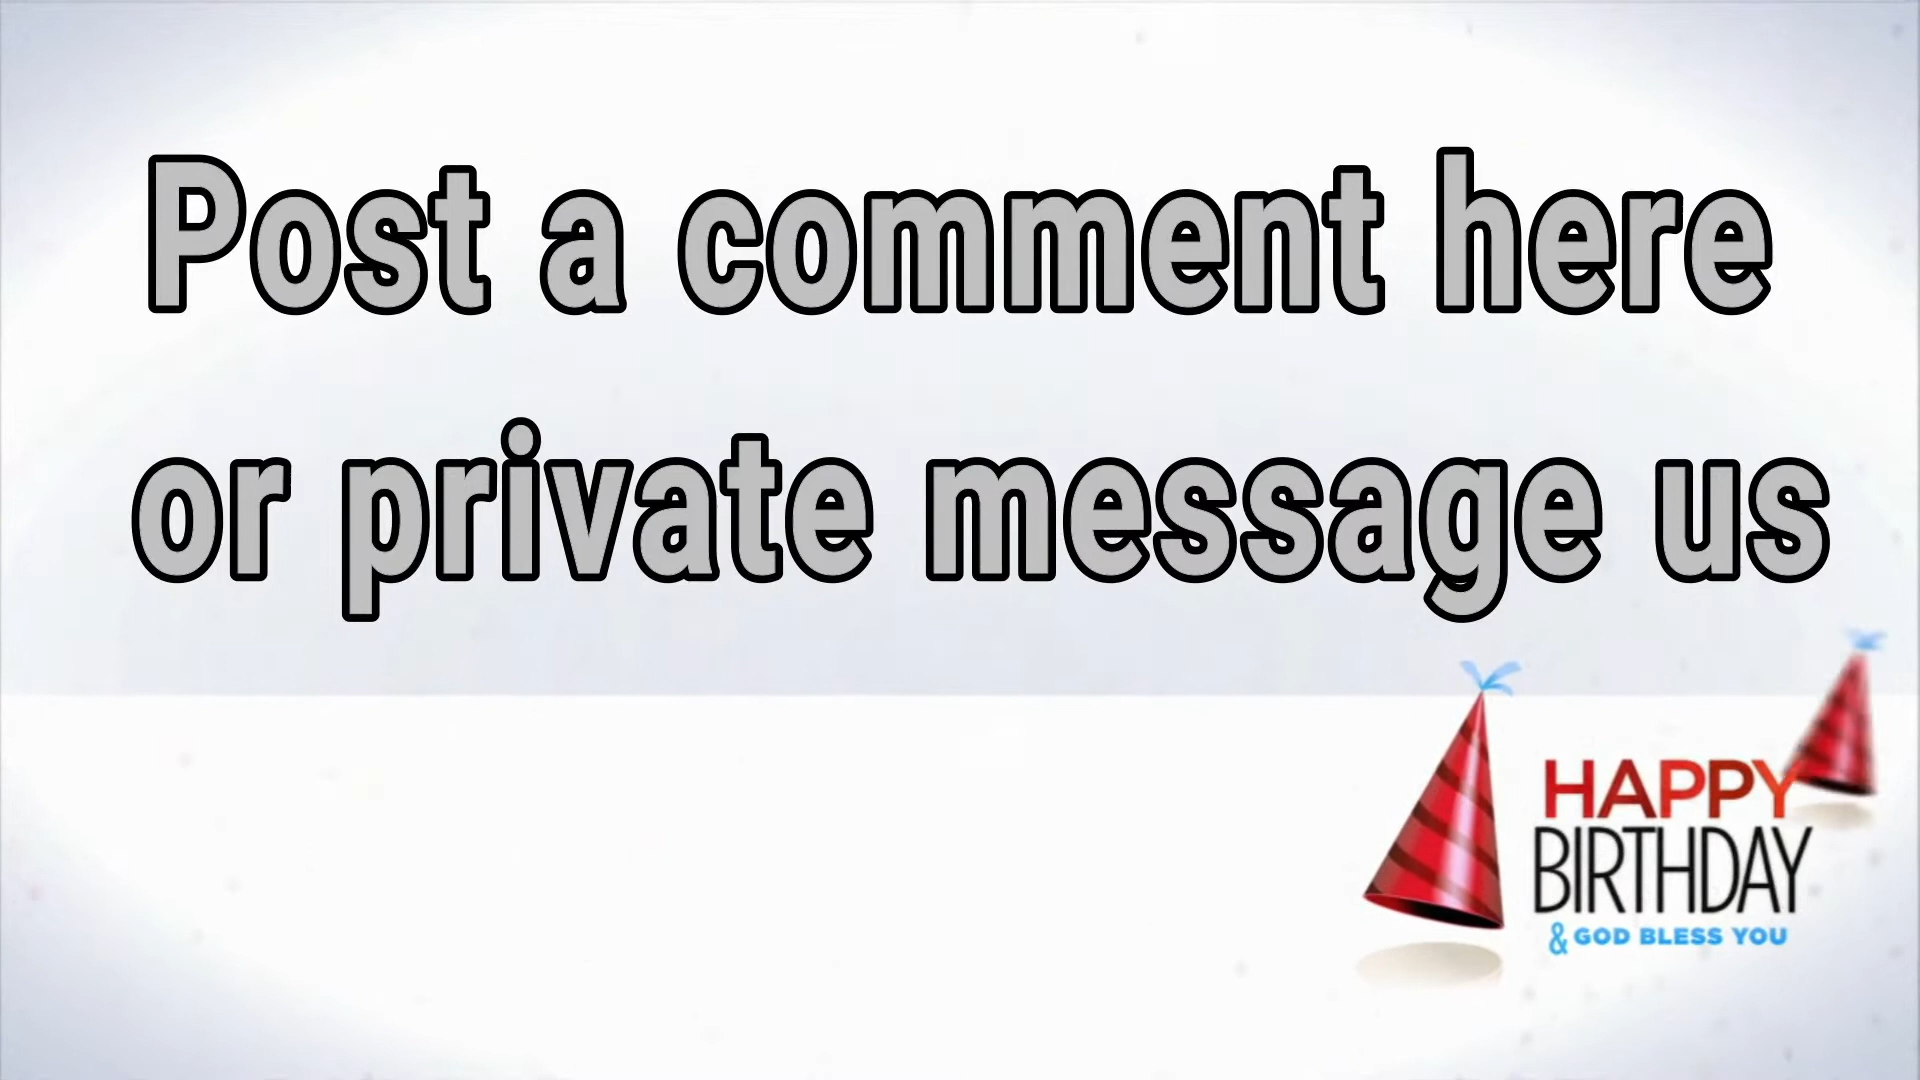 Post a comment here
or private message us
HAPPY
BIRTHDAY
& GOD BLESS YOU